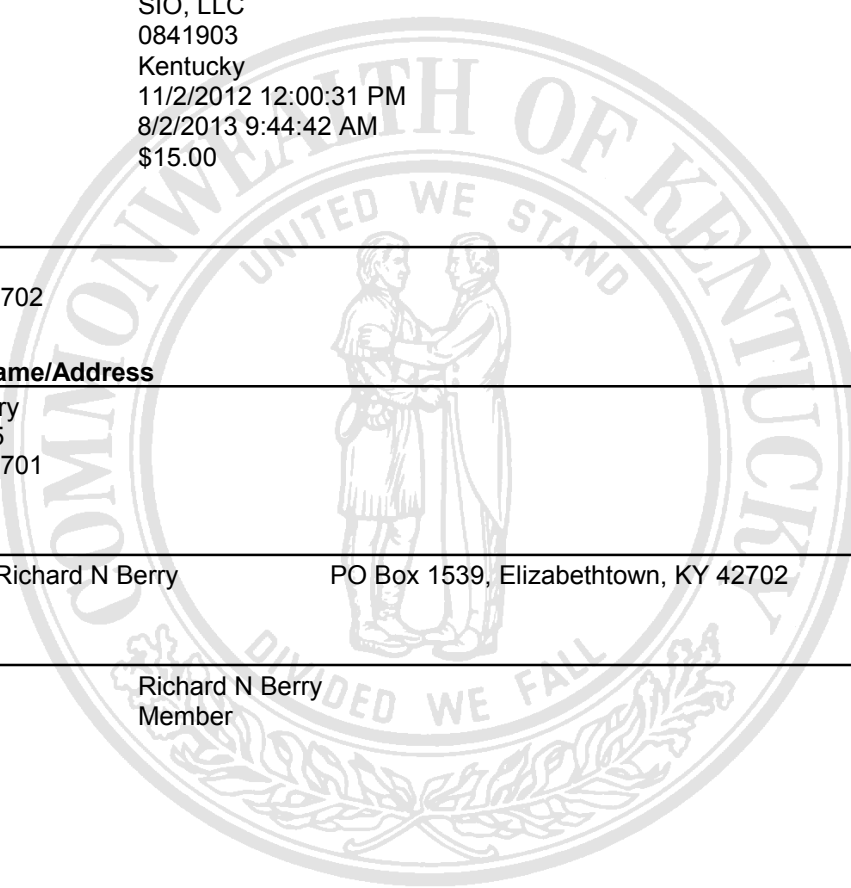 SIO, LLC
0841903
Kentucky
11/2/2012 12:00:31 PM
8/2/2013 9:44:42 AM
$15.00
COMMONWEALTH OF KENTUCKY
UNITED WE STAND
702
ame/Address
ry
5
701
Richard N Berry PO Box 1539, Elizabethtown, KY 42702
DIVIDED WE FALL
Richard N Berry
Member